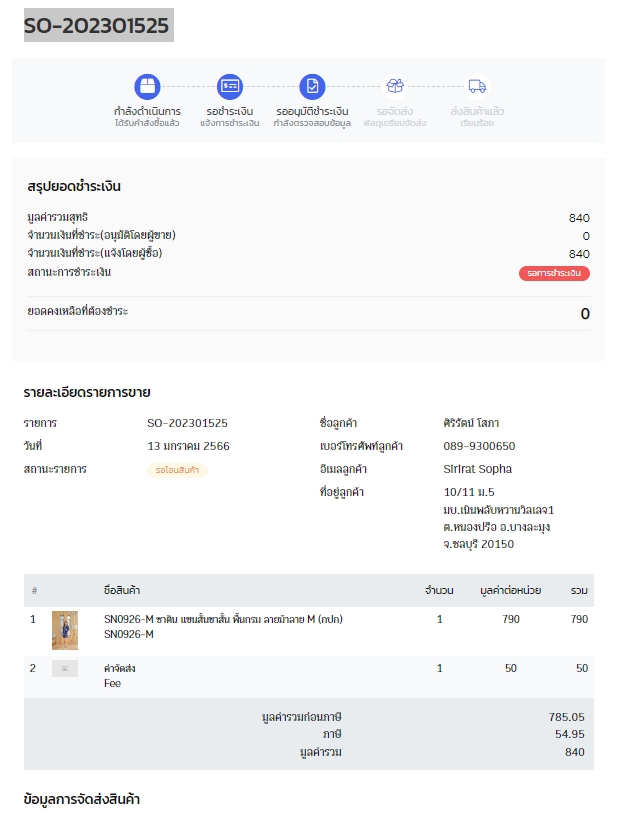 SO-202301525
กำลังดำเนินการ
ได้รับคำสั่งซื้อแล้ว
รอชำระเงิน
แจ้งการชำระเงิน
รออนุมัติชำระเงิน
กำลังตรวจสอบข้อมูล
รอจัดส่ง
พัสดุเตรียมจัดส่ง
ส่งสินค้าแล้ว
เรียบร้อย
สรุปยอดชำระเงิน
มูลค่ารวมสุทธิ 840
จำนวนเงินที่ชำระ(อนุมัติโดยผู้ขาย) 0
จำนวนเงินที่ชำระ(แจ้งโดยผู้ซื้อ) 840
สถานะการชำระเงิน รอการชำระเงิน
ยอดคงเหลือที่ต้องชำระ 0
รายละเอียดรายการขาย
รายการ SO-202301525
วันที่ 13 มกราคม 2566
สถานะรายการ รอโอนสินค้า
ชื่อลูกค้า ศิริรัตน์ โสภา
เบอร์โทรศัพท์ลูกค้า 089-9300650
อีเมลลูกค้า Sirirat Sopha
ที่อยู่ลูกค้า 10/11 ม.5
มบ.เนินพลับหวานวิลเลจ1
ต.หนองปรือ อ.บางละมุง
จ.ชลบุรี 20150
# ชื่อสินค้า จำนวน มูลค่าต่อหน่วย รวม
1 SN0926-M ซาติน แขนสั้นขาสั้น พื้นกรม ลายม้าลาย M (กปก) 1 790 790
SN0926-M
2 ค่าจัดส่ง 1 50 50
Fee
มูลค่ารวมก่อนภาษี 785.05
ภาษี 54.95
มูลค่ารวม 840
ข้อมูลการจัดส่งสินค้า